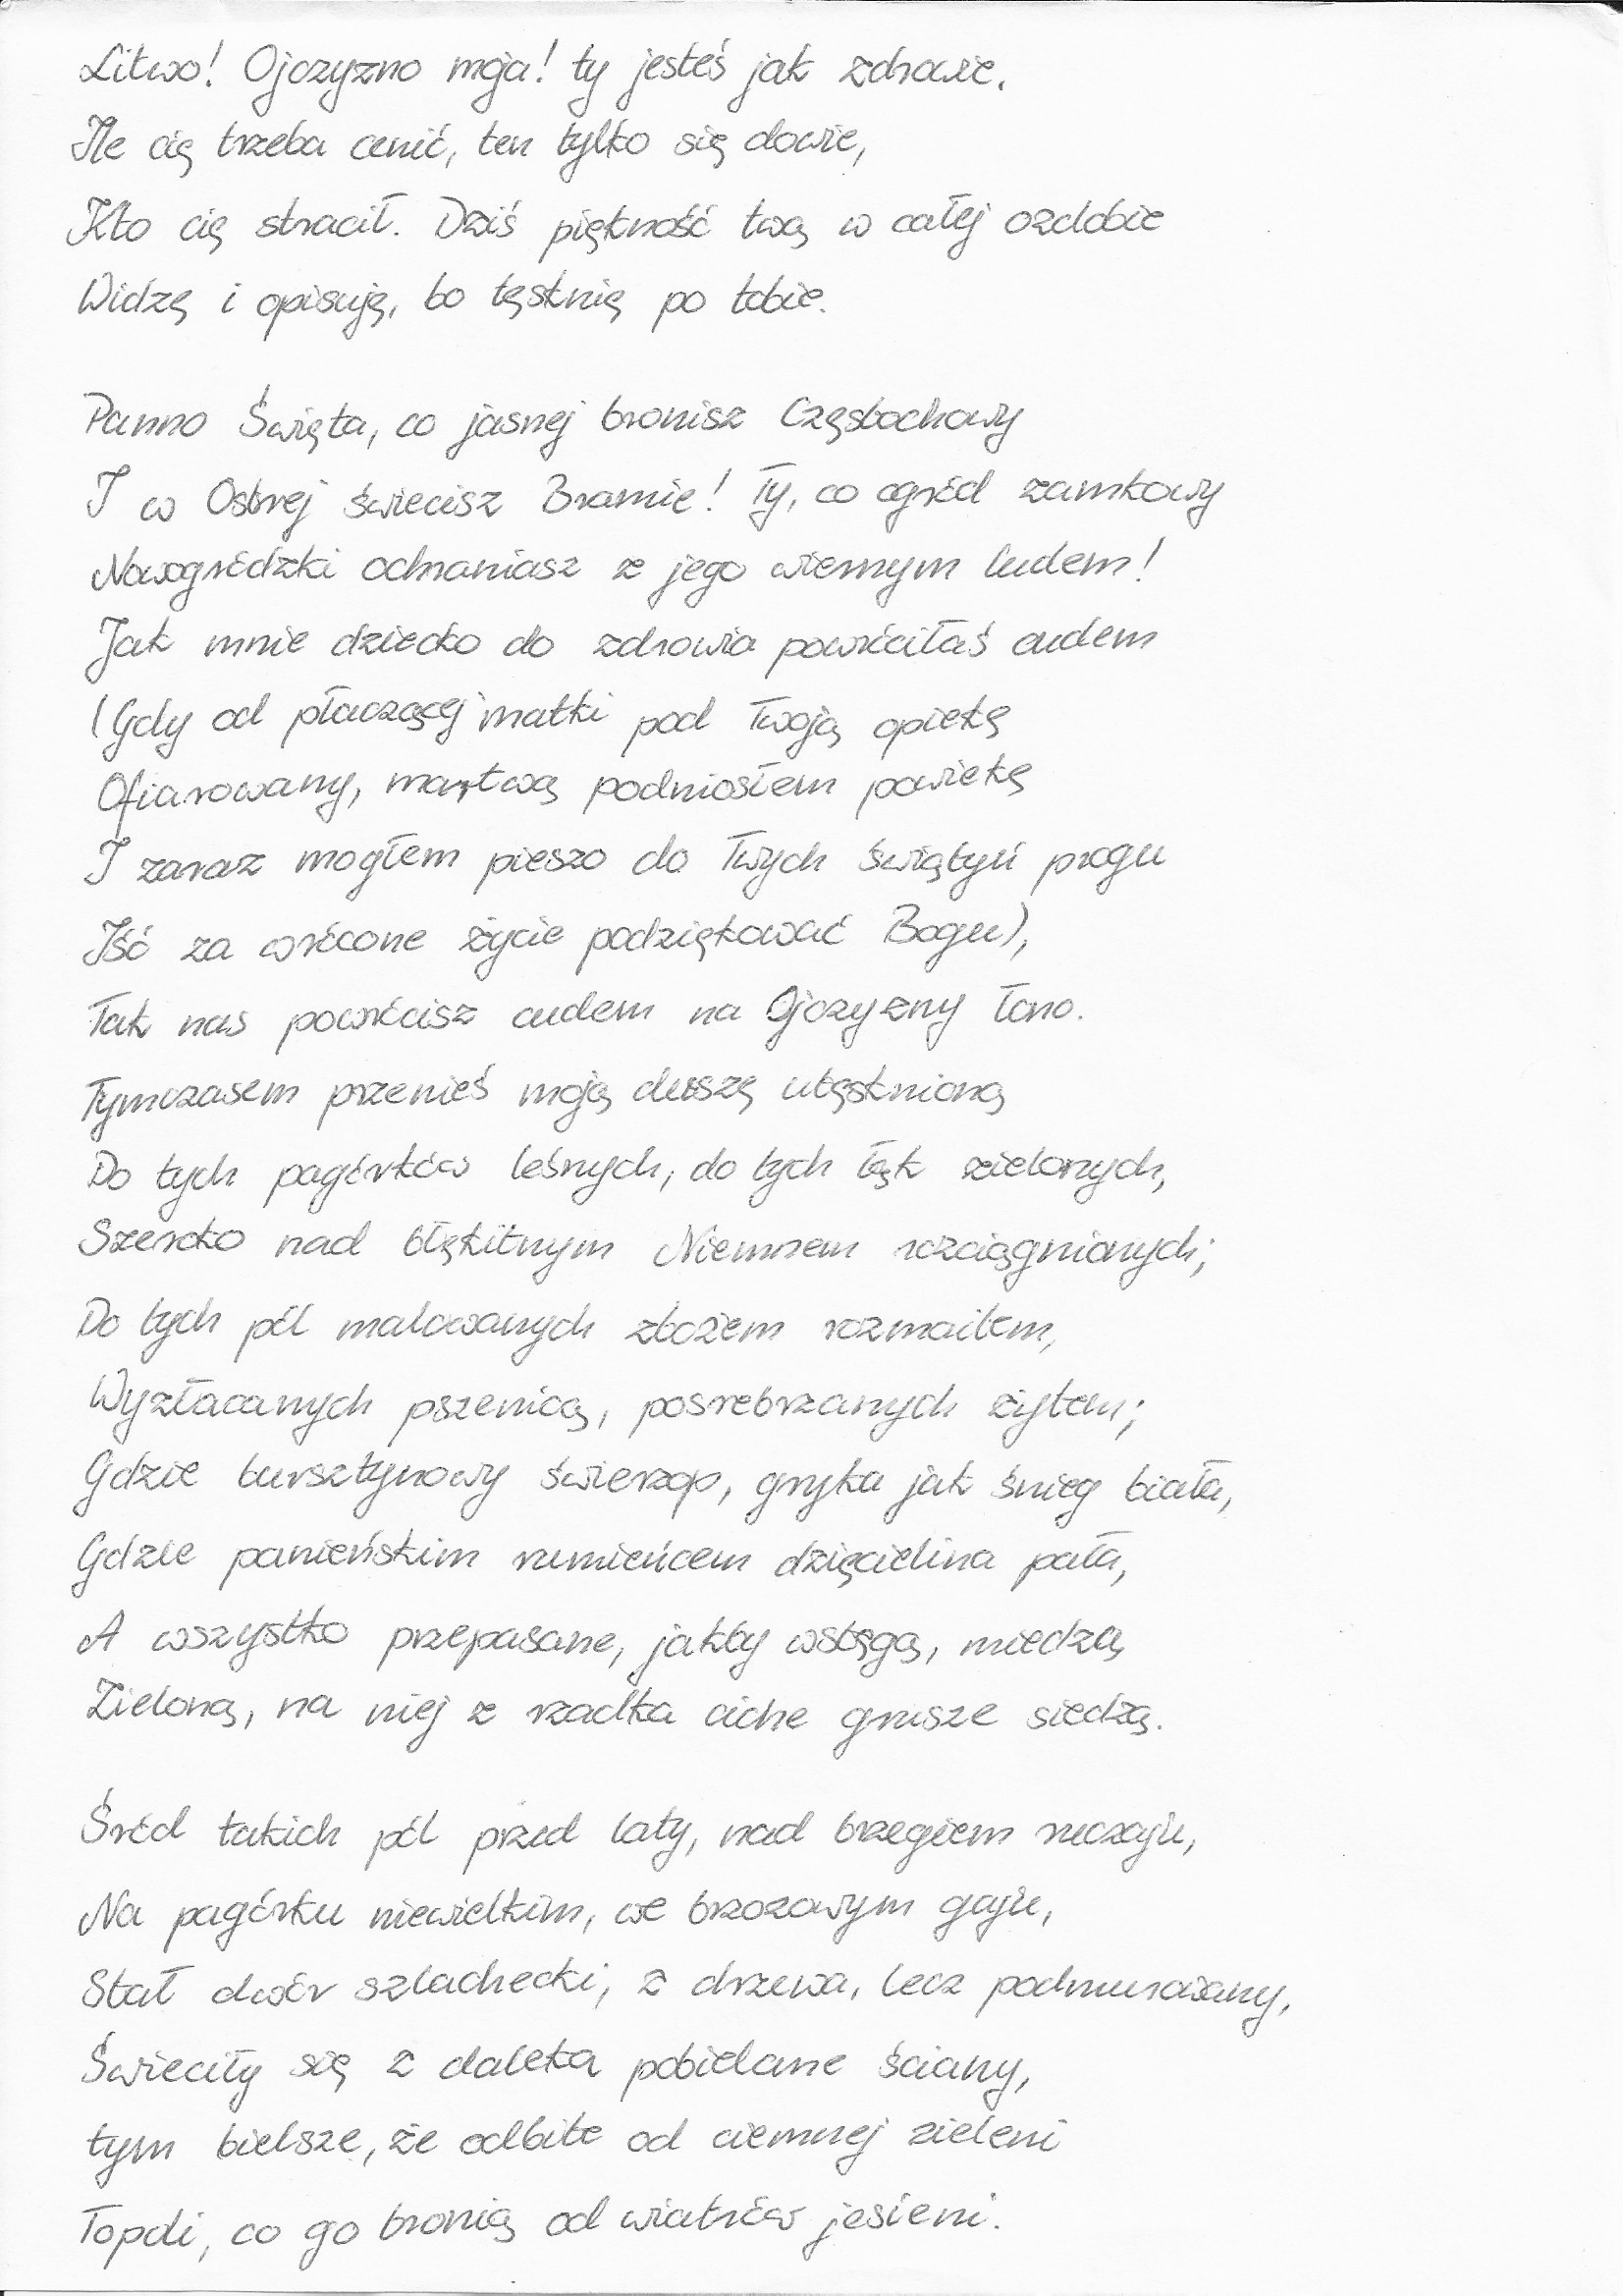 Litwo! Ojczyzno moja! ty jesteś jak zdrowie.
Ile cię trzeba cenić, ten tylko się dowie,
Kto cię stracił. Dziś piękność twą w całej ozdobie
Widzę i opisuję, bo tęsknię po tobie.
Panno Święta, co jasnej bronisz Częstochowy
I w Ostrej świecisz Bramie! Ty, co ogród zamkowy
Nowogródzki ochraniasz z jego wiernym ludem!
Jak mnie dziecko do zdrowia powróciłaś cudem
(Gdy od płaczącej matki pod Twoją opiekę
Ofiarowany, martwą podniosłem powiekę
I zaraz mogłem pieszo do Twych świątyń progu
Iść za wrócone życie podziękować Bogu),
Tak nas powrócisz cudem na Ojczyzny łono.
Tymczasem przenieś moją duszę utęsknioną
Do tych pagórków leśnych, do tych łąk zielonych,
Szeroko nad błękitnym Niemnem rozciągnionych;
Do tych pól malowanych zbożem rozmaitem,
Wyzłacanych pszenicą, posrebrzanych żytem;
Gdzie bursztynowy świerzop, gryka jak śnieg biała,
Gdzie panieńskim rumieńcem dzięcielina pała,
A wszystko przepasane, jakby wstęgą, miedzą
Zieloną, na niej z rzadka ciche grusze siedzą.
Śród takich pól przed laty, nad brzegiem ruczaju,
Na pagórku niewielkim, we brzozowym gaju,
Stał dwór szlachecki, z drzewa, lecz podmurowany,
Świeciły się z daleka pobielane ściany,
tym bielsze, że odbite od ciemnej zieleni
Topoli, co go bronią od wiatrów jesieni.